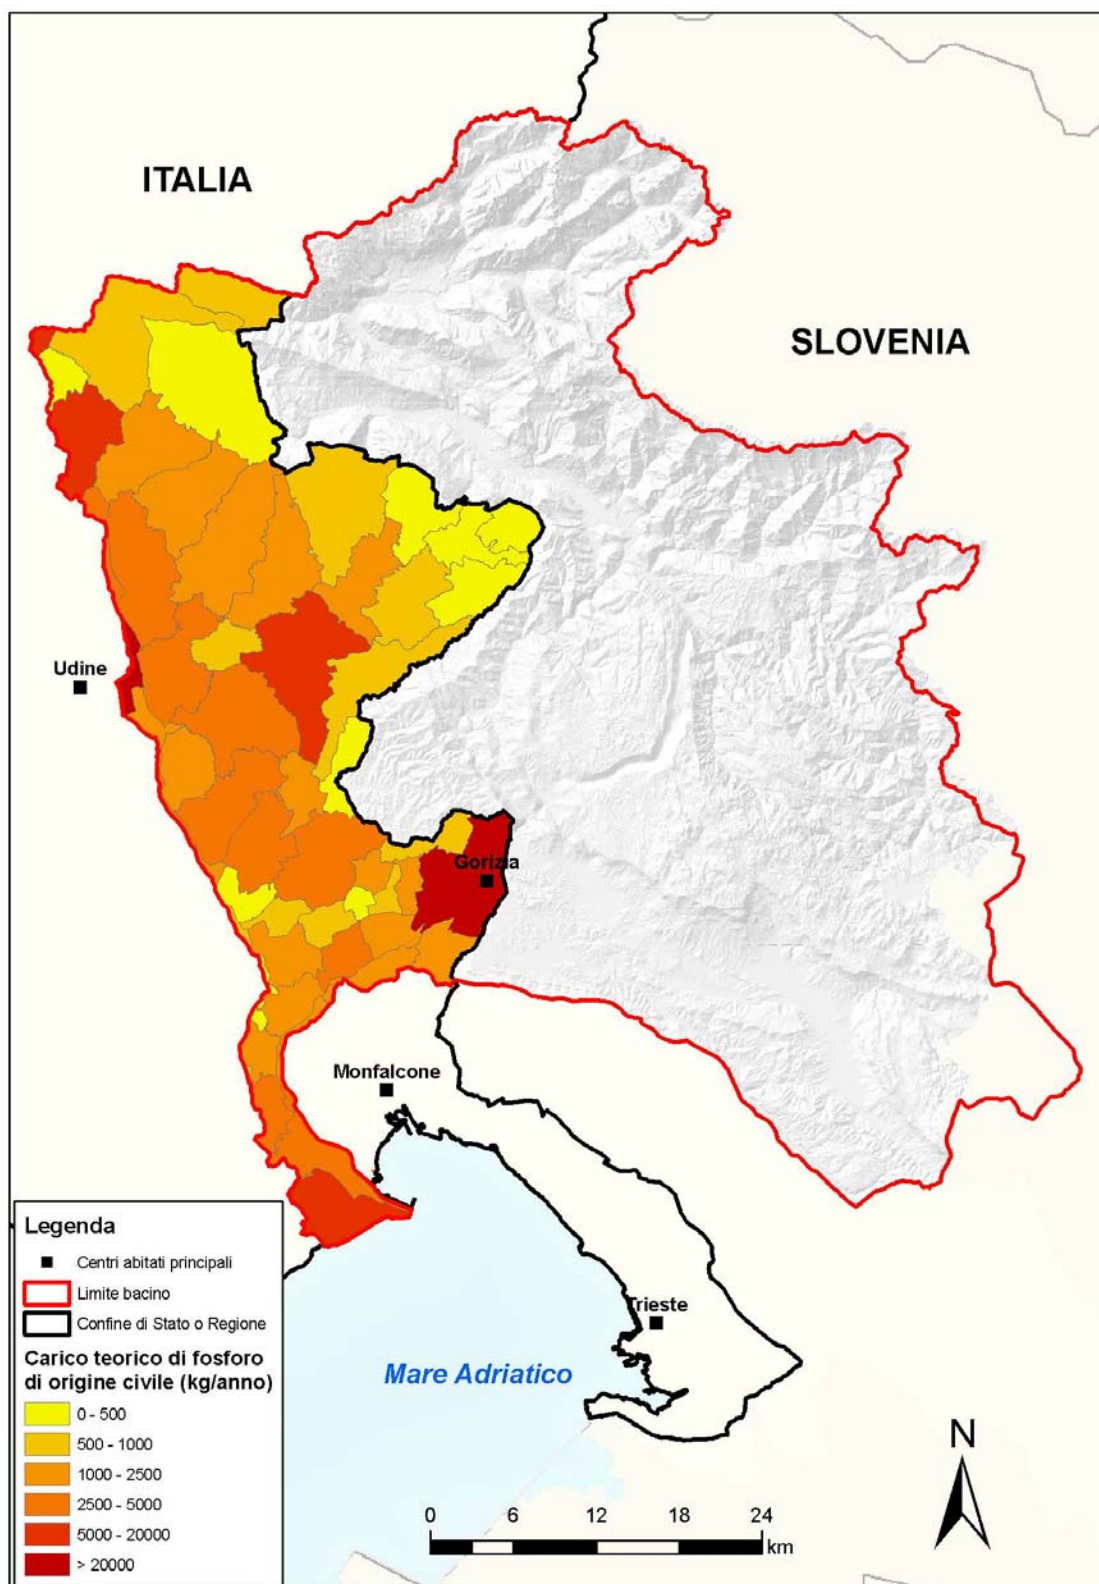 ITALIA
SLOVENIA
Udine
Gorizia
Monfalcone
Trieste
Mare Adriatico
Legenda
Centri abitati principali
Limite bacino
Confine di Stato o Regione
Carico teorico di fosforo
di origine civile (kg/anno)
0 - 500
500 - 1000
1000 - 2500
2500 - 5000
5000 - 20000
> 20000
N
0 6 12 18 24
km